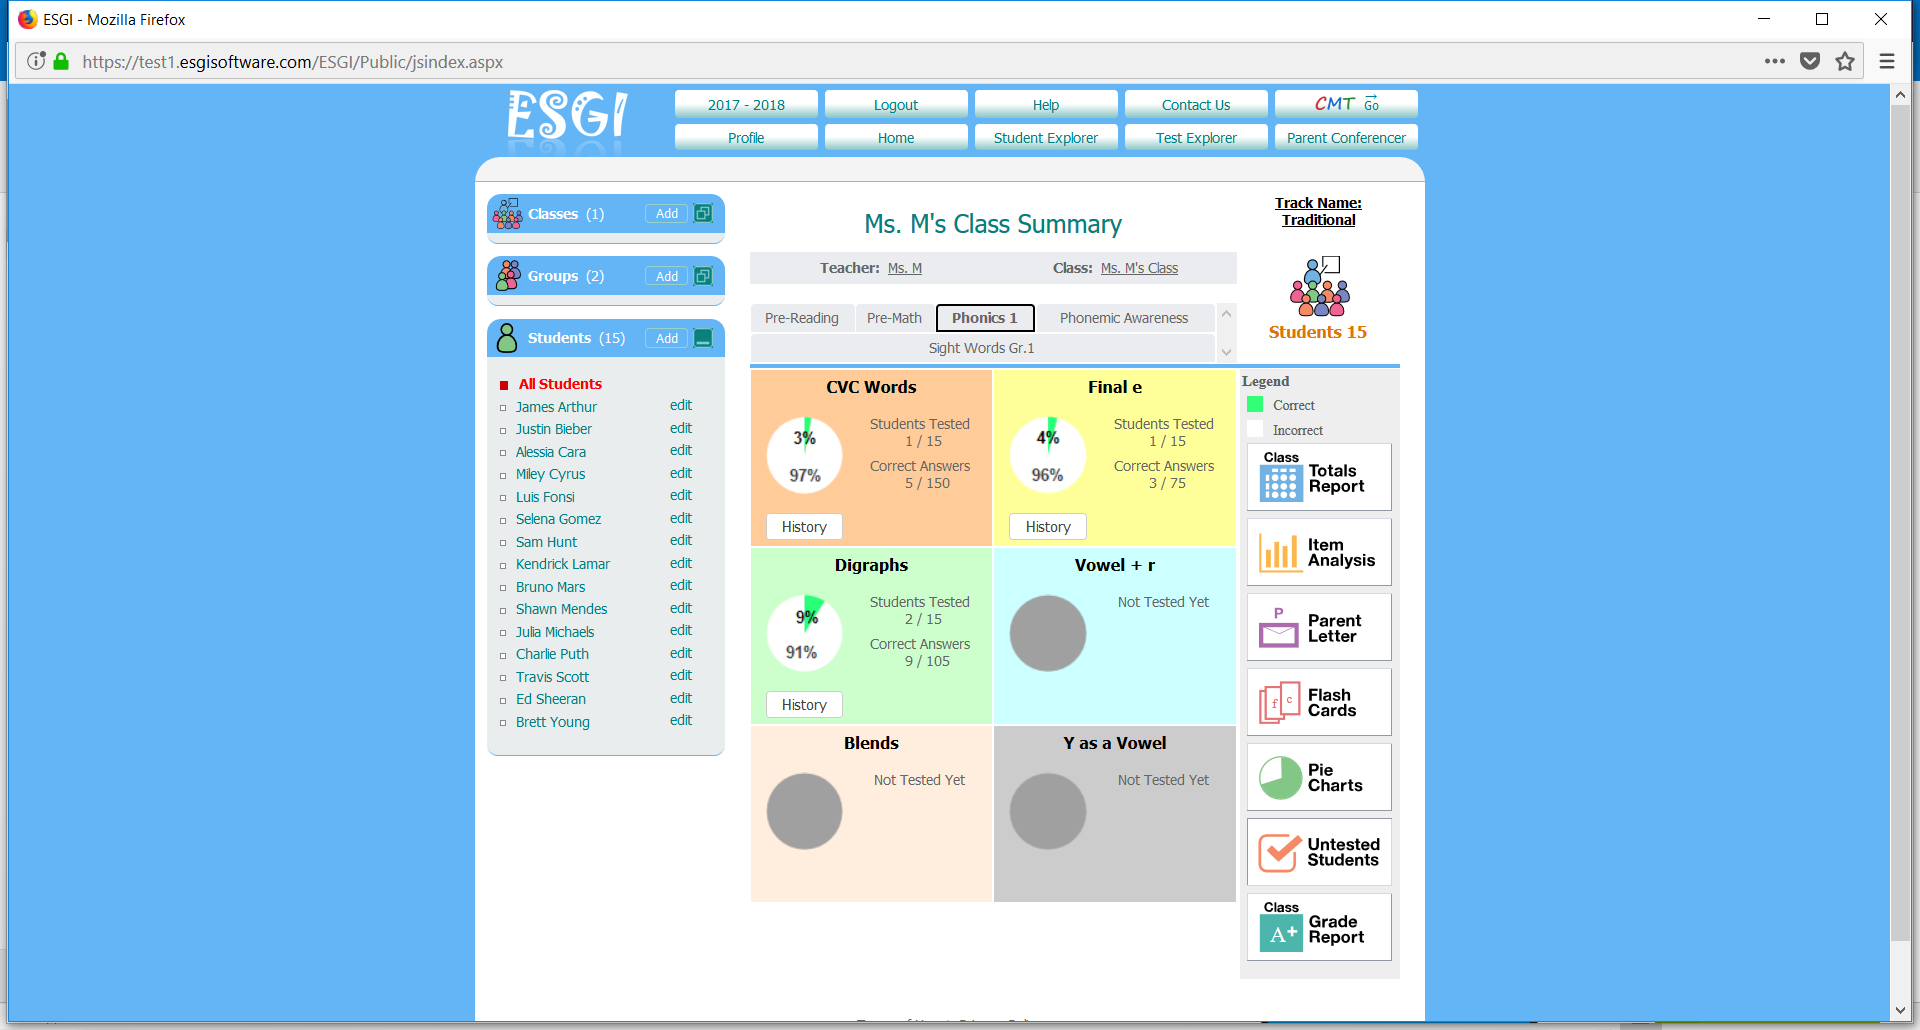 ESGI - Mozilla Firefox
https://test1.esgisoftware.com/ESGI/Public/jsindex.aspx
ESGI
2017 - 2018
Logout
Help
Contact Us
CMT Go
Profile
Home
Student Explorer
Test Explorer
Parent Conferencer
Classes (1)
Add
Groups (2)
Add
Students (15)
Add
All Students
James Arthur edit
Justin Bieber edit
Alessia Cara edit
Miley Cyrus edit
Luis Fonsi edit
Selena Gomez edit
Sam Hunt edit
Kendrick Lamar edit
Bruno Mars edit
Shawn Mendes edit
Julia Michaels edit
Charlie Puth edit
Travis Scott edit
Ed Sheeran edit
Brett Young edit
Ms. M's Class Summary
Teacher: Ms. M Class: Ms. M's Class
Track Name:
Traditional
Students 15
Pre-Reading
Pre-Math
Phonics 1
Phonemic Awareness
Sight Words Gr.1
CVC Words
3%
97%
Students Tested
1 / 15
Correct Answers
5 / 150
History
Final e
4%
96%
Students Tested
1 / 15
Correct Answers
3 / 75
History
Digraphs
9%
91%
Students Tested
2 / 15
Correct Answers
9 / 105
History
Vowel + r
Not Tested Yet
Blends
Not Tested Yet
Y as a Vowel
Not Tested Yet
Legend
Correct
Incorrect
Class
Totals
Report
Item
Analysis
P
Parent
Letter
f c
Flash
Cards
Pie
Charts
Untested
Students
Class
A+
Grade
Report